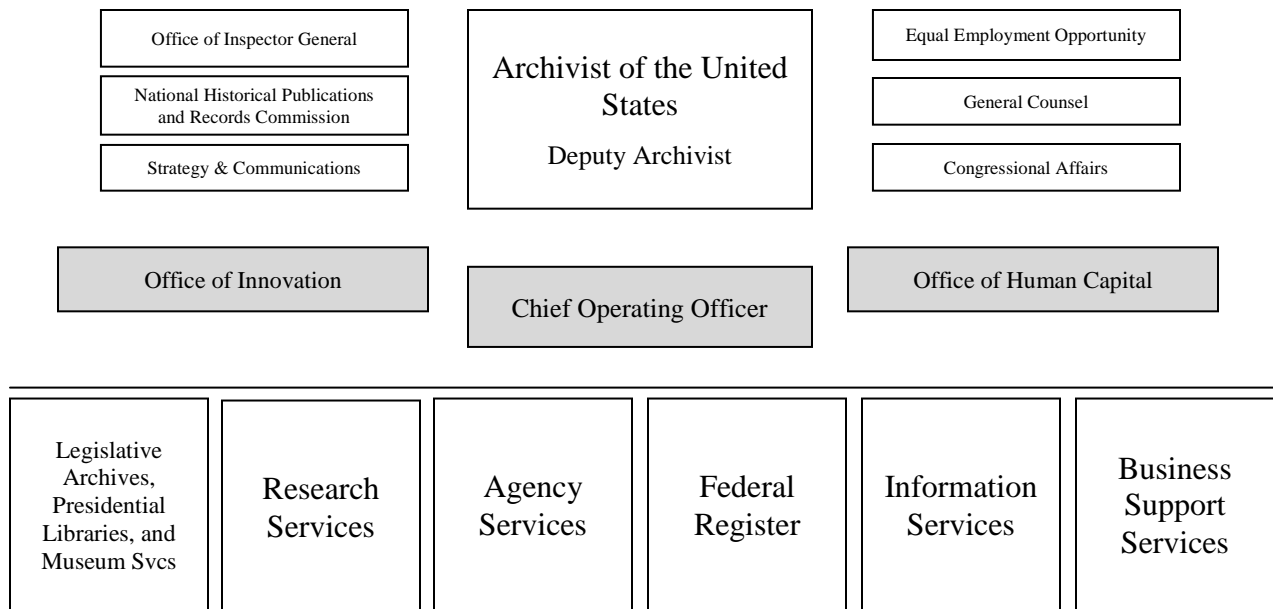 Office of Inspector General
National Historical Publications
and Records Commission
Strategy & Communications
Archivist of the United
States
Deputy Archivist
Equal Employment Opportunity
General Counsel
Congressional Affairs
Office of Innovation
Chief Operating Officer
Office of Human Capital
Legislative
Archives,
Presidential
Libraries, and
Museum Svcs
Research
Services
Agency
Services
Federal
Register
Information
Services
Business
Support
Services